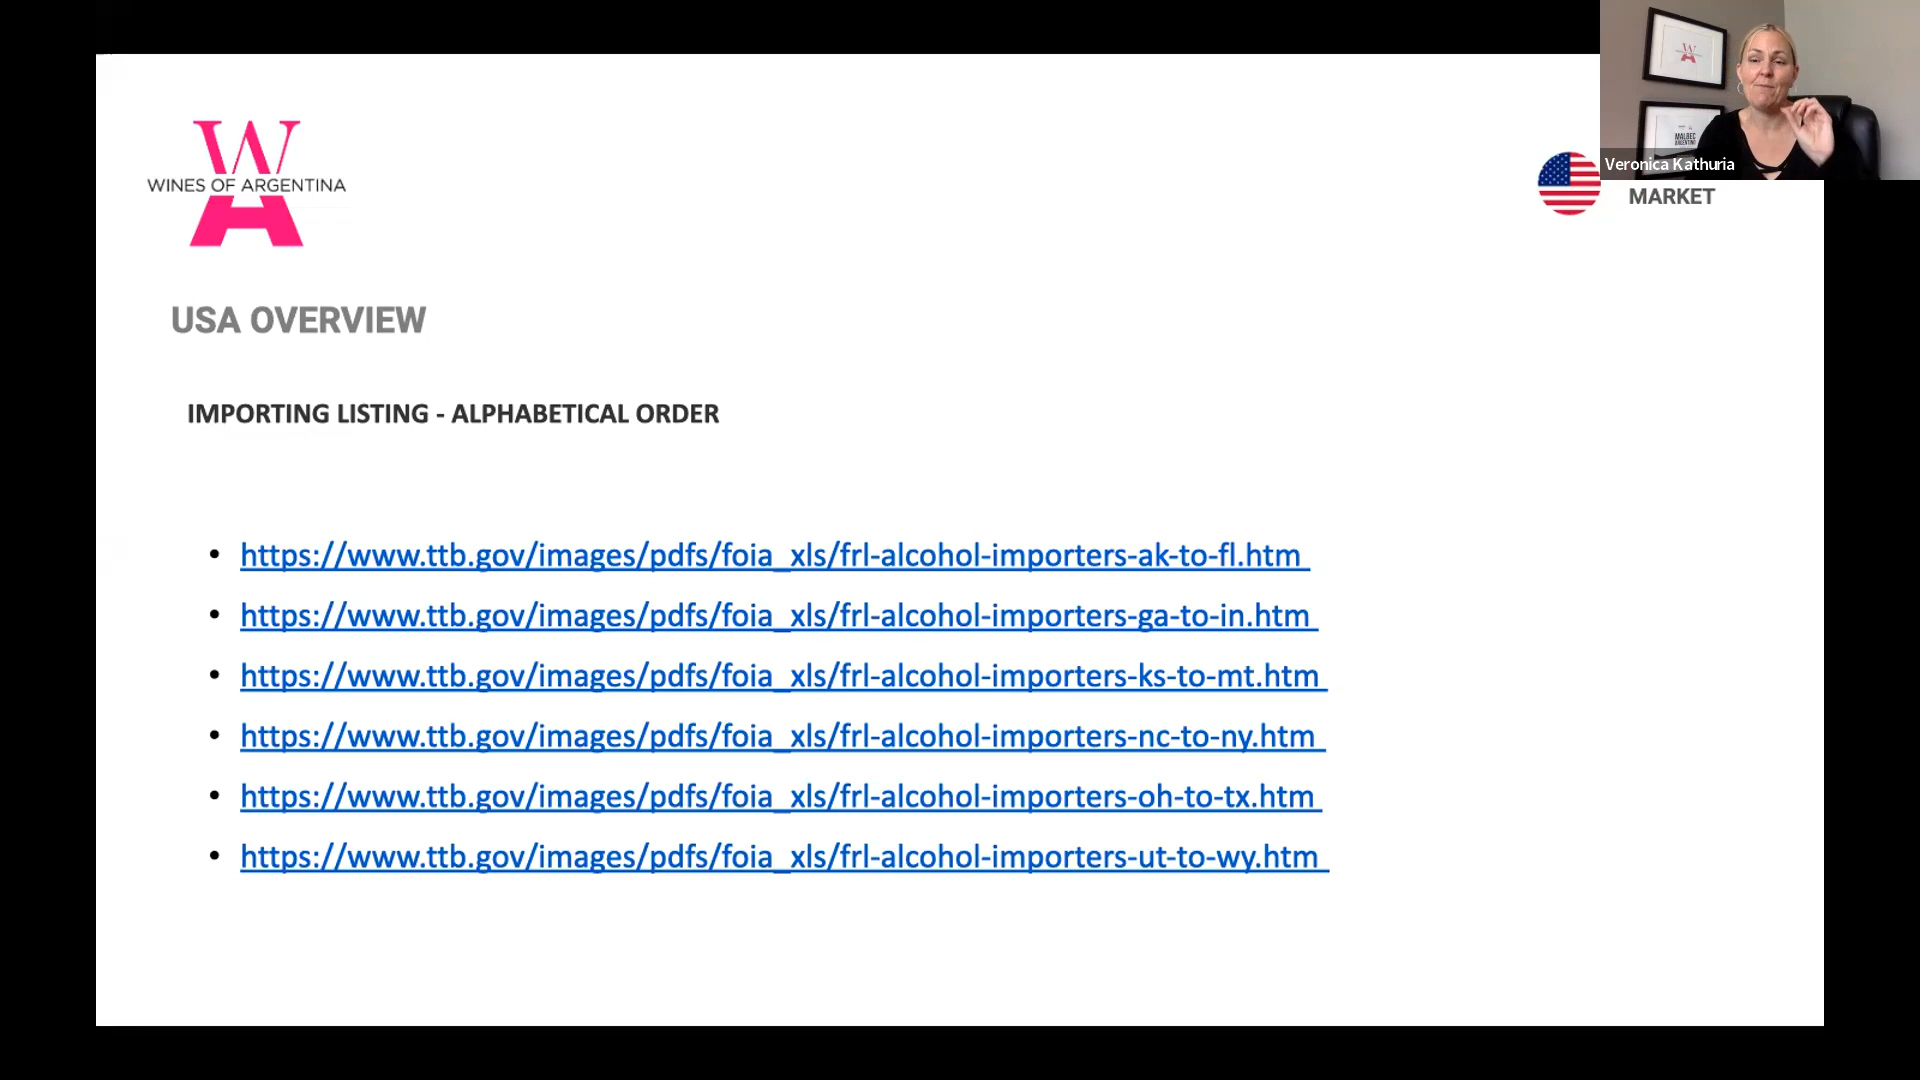 W
WINES OF ARGENTINA
A
Veronica Kathuria
MARKET
USA OVERVIEW
IMPORTING LISTING - ALPHABETICAL ORDER
• https://www.ttb.gov/images/pdfs/foia_xls/frl-alcohol-importers-ak-to-fl.htm
• https://www.ttb.gov/images/pdfs/foia_xls/frl-alcohol-importers-ga-to-in.htm
• https://www.ttb.gov/images/pdfs/foia_xls/frl-alcohol-importers-ks-to-mt.htm
• https://www.ttb.gov/images/pdfs/foia_xls/frl-alcohol-importers-nc-to-ny.htm
• https://www.ttb.gov/images/pdfs/foia_xls/frl-alcohol-importers-oh-to-tx.htm
• https://www.ttb.gov/images/pdfs/foia_xls/frl-alcohol-importers-ut-to-wy.htm
MALBEC
ARGENTINO